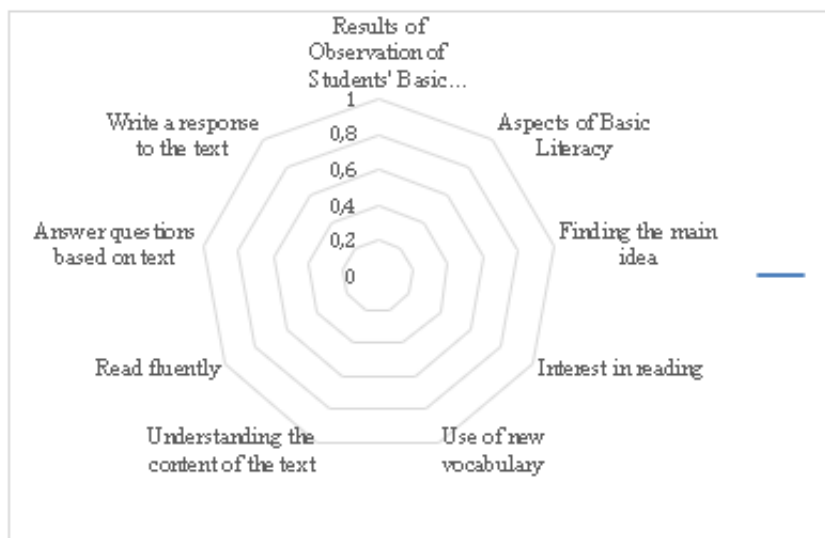 Results of
Observation of
Students' Basic...
1
Write a response
to the text
0,8
Aspects of Basic
Literacy
0,6
0,4
Answer questions
based on text
0,2
Finding the main
idea
0
Read fluently
Interest in reading
Understanding the
content of the text
Use of new
vocabulary